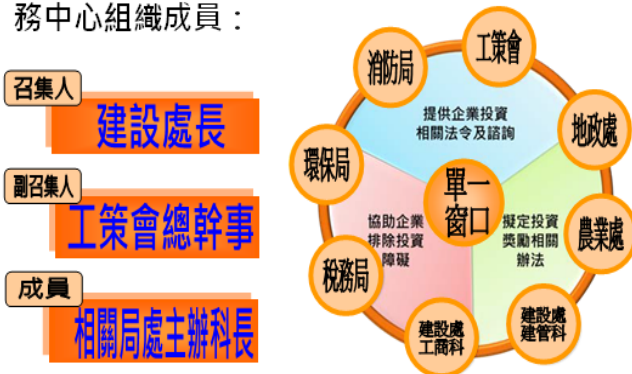 務中心組織成員：
召集人
建設處長
副召集人
工策會總幹事
成員
相關局處主辦科長
工策會
消防局
地政處
提供企業投資
相關法令及諮詢
環保局
單一
窗口
農業處
協助企業
排除投資
障礙
擬定投資
獎勵相關
辦法
稅務局
建設處
工商科
建設處
建管科